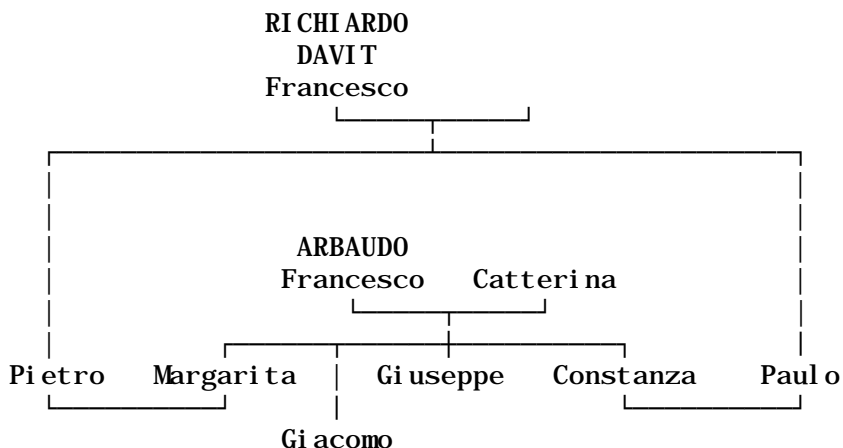 RICHIARDO
DAVIT
Francesco
ARBAUDO
Francesco Catterina
Pietro Margarita Giuseppe Constanza Paulo
Giacomo